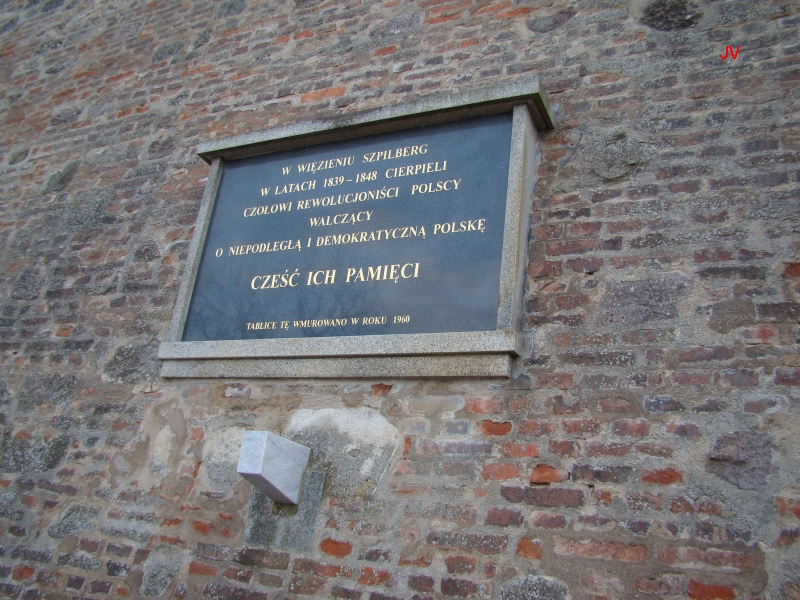 JV
W WIĘZIENIU SZPILBERG
W LATACH 1839 – 1848 CIERPIELI
CZOŁOWI REWOLUCJONIŚCI POLSCY
WALCZĄCY
O NIEPODLEGŁĄ I DEMOKRATYCZNĄ POLSKĘ
CZEŚĆ ICH PAMIĘCI
TABLICE TĘ WMUROWANO W ROKU 1960